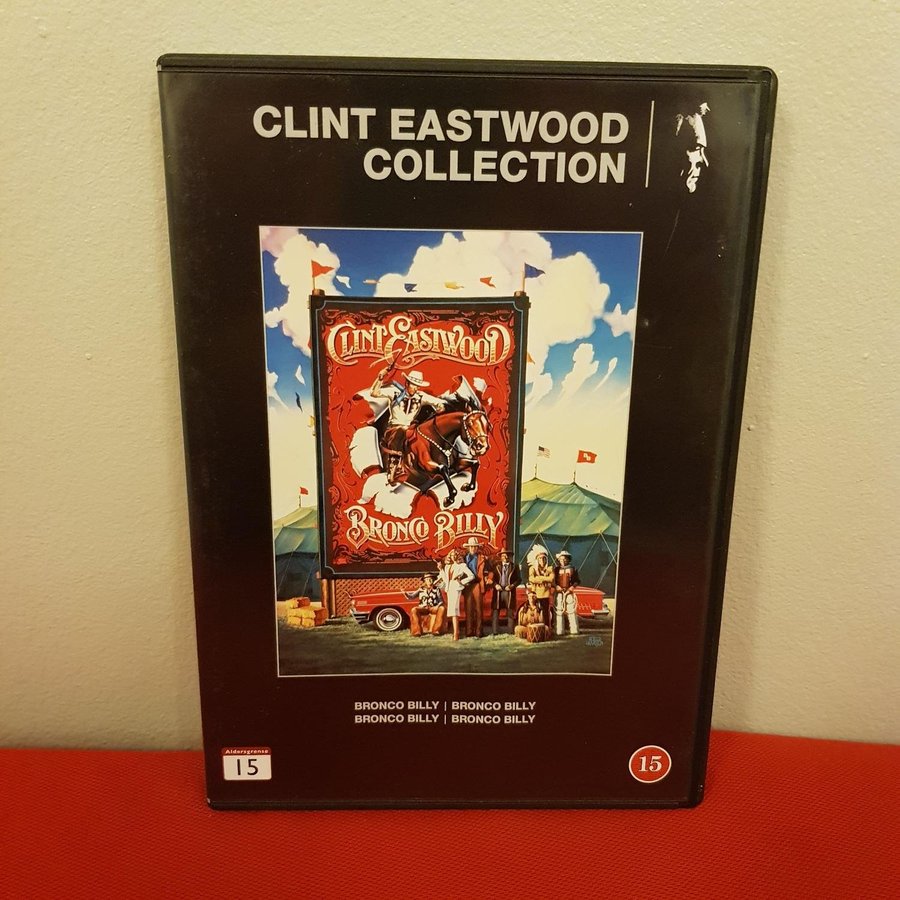 CLINT EASTWOOD
COLLECTION
CLINT EASTWOOD
BRONCO BILLY
BRONCO BILLY | BRONCO BILLY
BRONCO BILLY | BRONCO BILLY
Aldersgrense
15
15